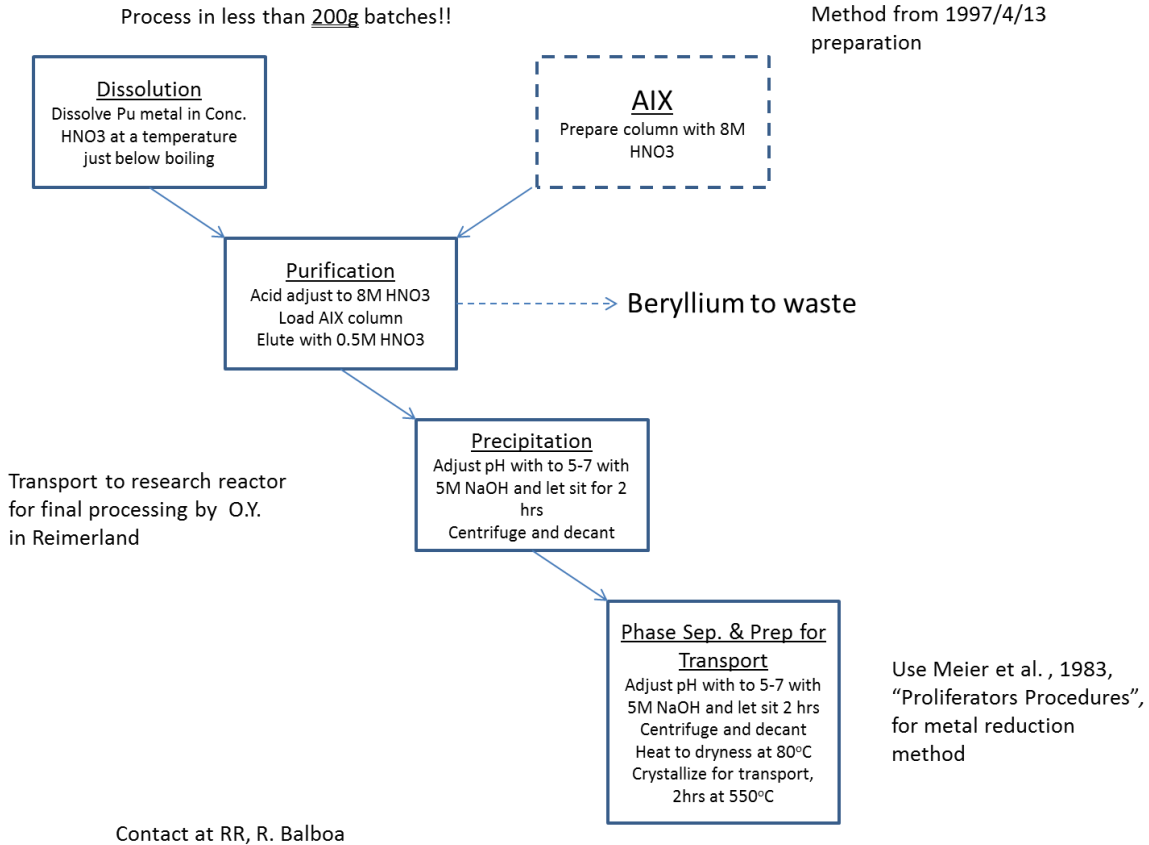 Process in less than 200g batches!!
Method from 1997/4/13
preparation
Dissolution
Dissolve Pu metal in Conc.
HNO3 at a temperature
just below boiling
AIX
Prepare column with 8M
HNO3
Purification
Acid adjust to 8M HNO3
Load AIX column
Elute with 0.5M HNO3
Beryllium to waste
Precipitation
Adjust pH with to 5-7 with
5M NaOH and let sit for 2
hrs
Centrifuge and decant
Transport to research reactor
for final processing by O.Y.
in Reimerland
Phase Sep. & Prep for
Transport
Adjust pH with to 5-7 with
5M NaOH and let sit 2 hrs
Centrifuge and decant
Heat to dryness at 80°C
Crystallize for transport,
2hrs at 550°C
Use Meier et al. , 1983,
“Proliferators Procedures”,
for metal reduction
method
Contact at RR, R. Balboa